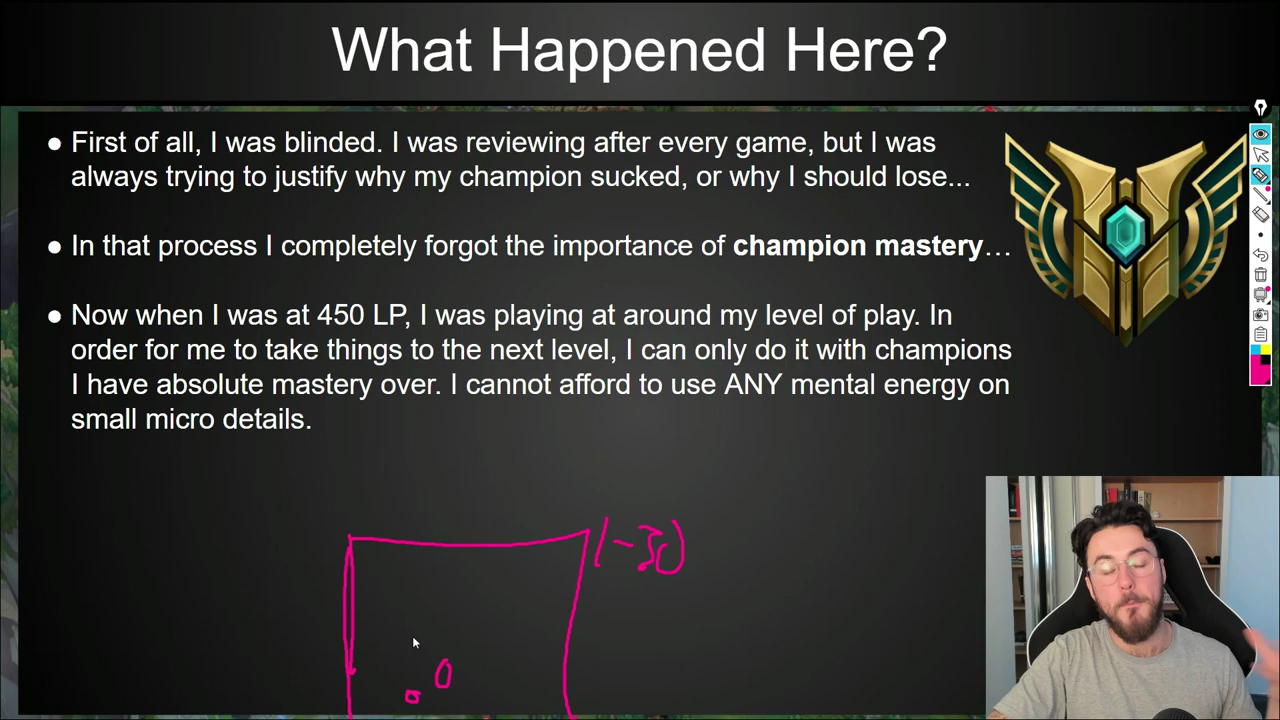 What Happened Here?
● First of all, I was blinded. I was reviewing after every game, but I was
always trying to justify why my champion sucked, or why I should lose...
● In that process I completely forgot the importance of champion mastery…
● Now when I was at 450 LP, I was playing at around my level of play. In
order for me to take things to the next level, I can only do it with champions
I have absolute mastery over. I cannot afford to use ANY mental energy on
small micro details.
1-30
0